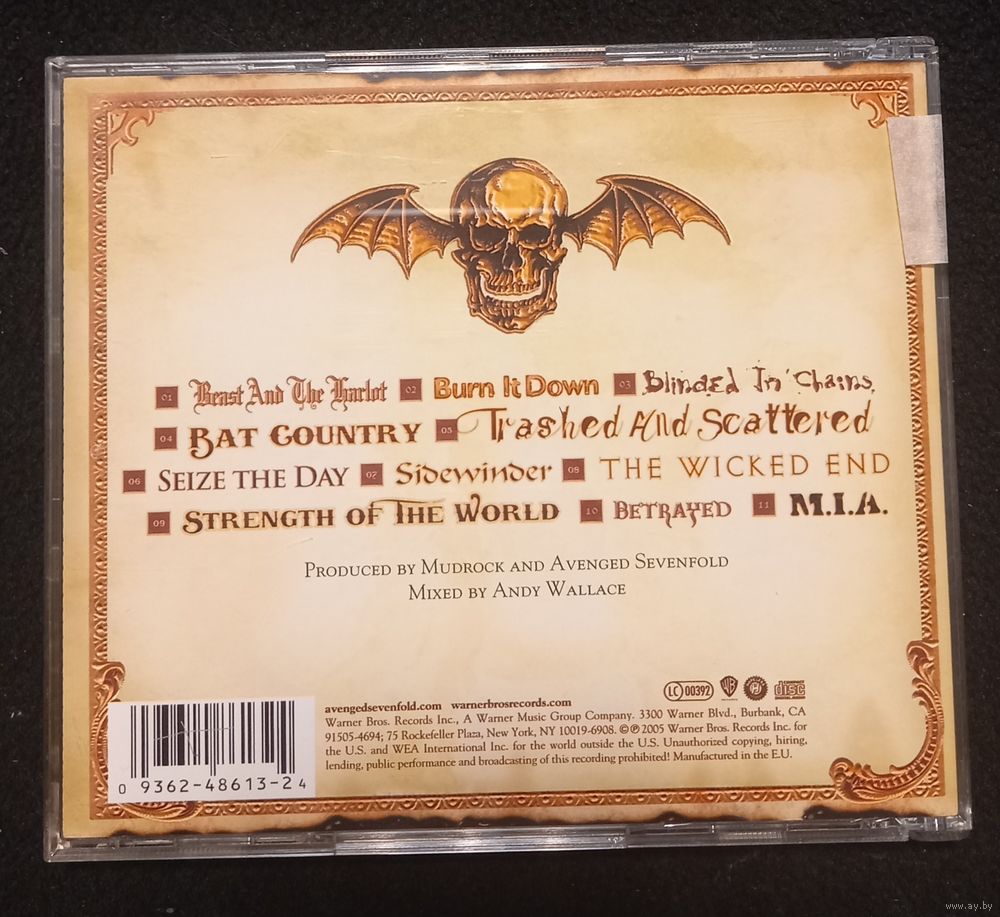 01 Beast And The Harlot 02 Burn It Down 03 Blinded In Chains
04 Bat Country 05 Trashed And Scattered
06 Seize the Day 07 Sidewinder 08 The Wicked End
09 Strength of The World 10 Betrayed 11 M.I.A.
Produced by Mudrock and Avenged Sevenfold
Mixed by Andy Wallace
LC 00392 WB disc
avengedsevenfold.com warnerbrosrecords.com
Warner Bros. Records Inc., A Warner Music Group Company. 3300 Warner Blvd., Burbank, CA
91505-4694; 75 Rockefeller Plaza, New York, NY 10019-6908. ©℗ 2005 Warner Bros. Records Inc. for
the U.S. and WEA International Inc. for the world outside the U.S. Unauthorized copying, hiring,
lending, public performance and broadcasting of this recording prohibited! Manufactured in the E.U.
0 9362-48613-2 4
www.ay.by